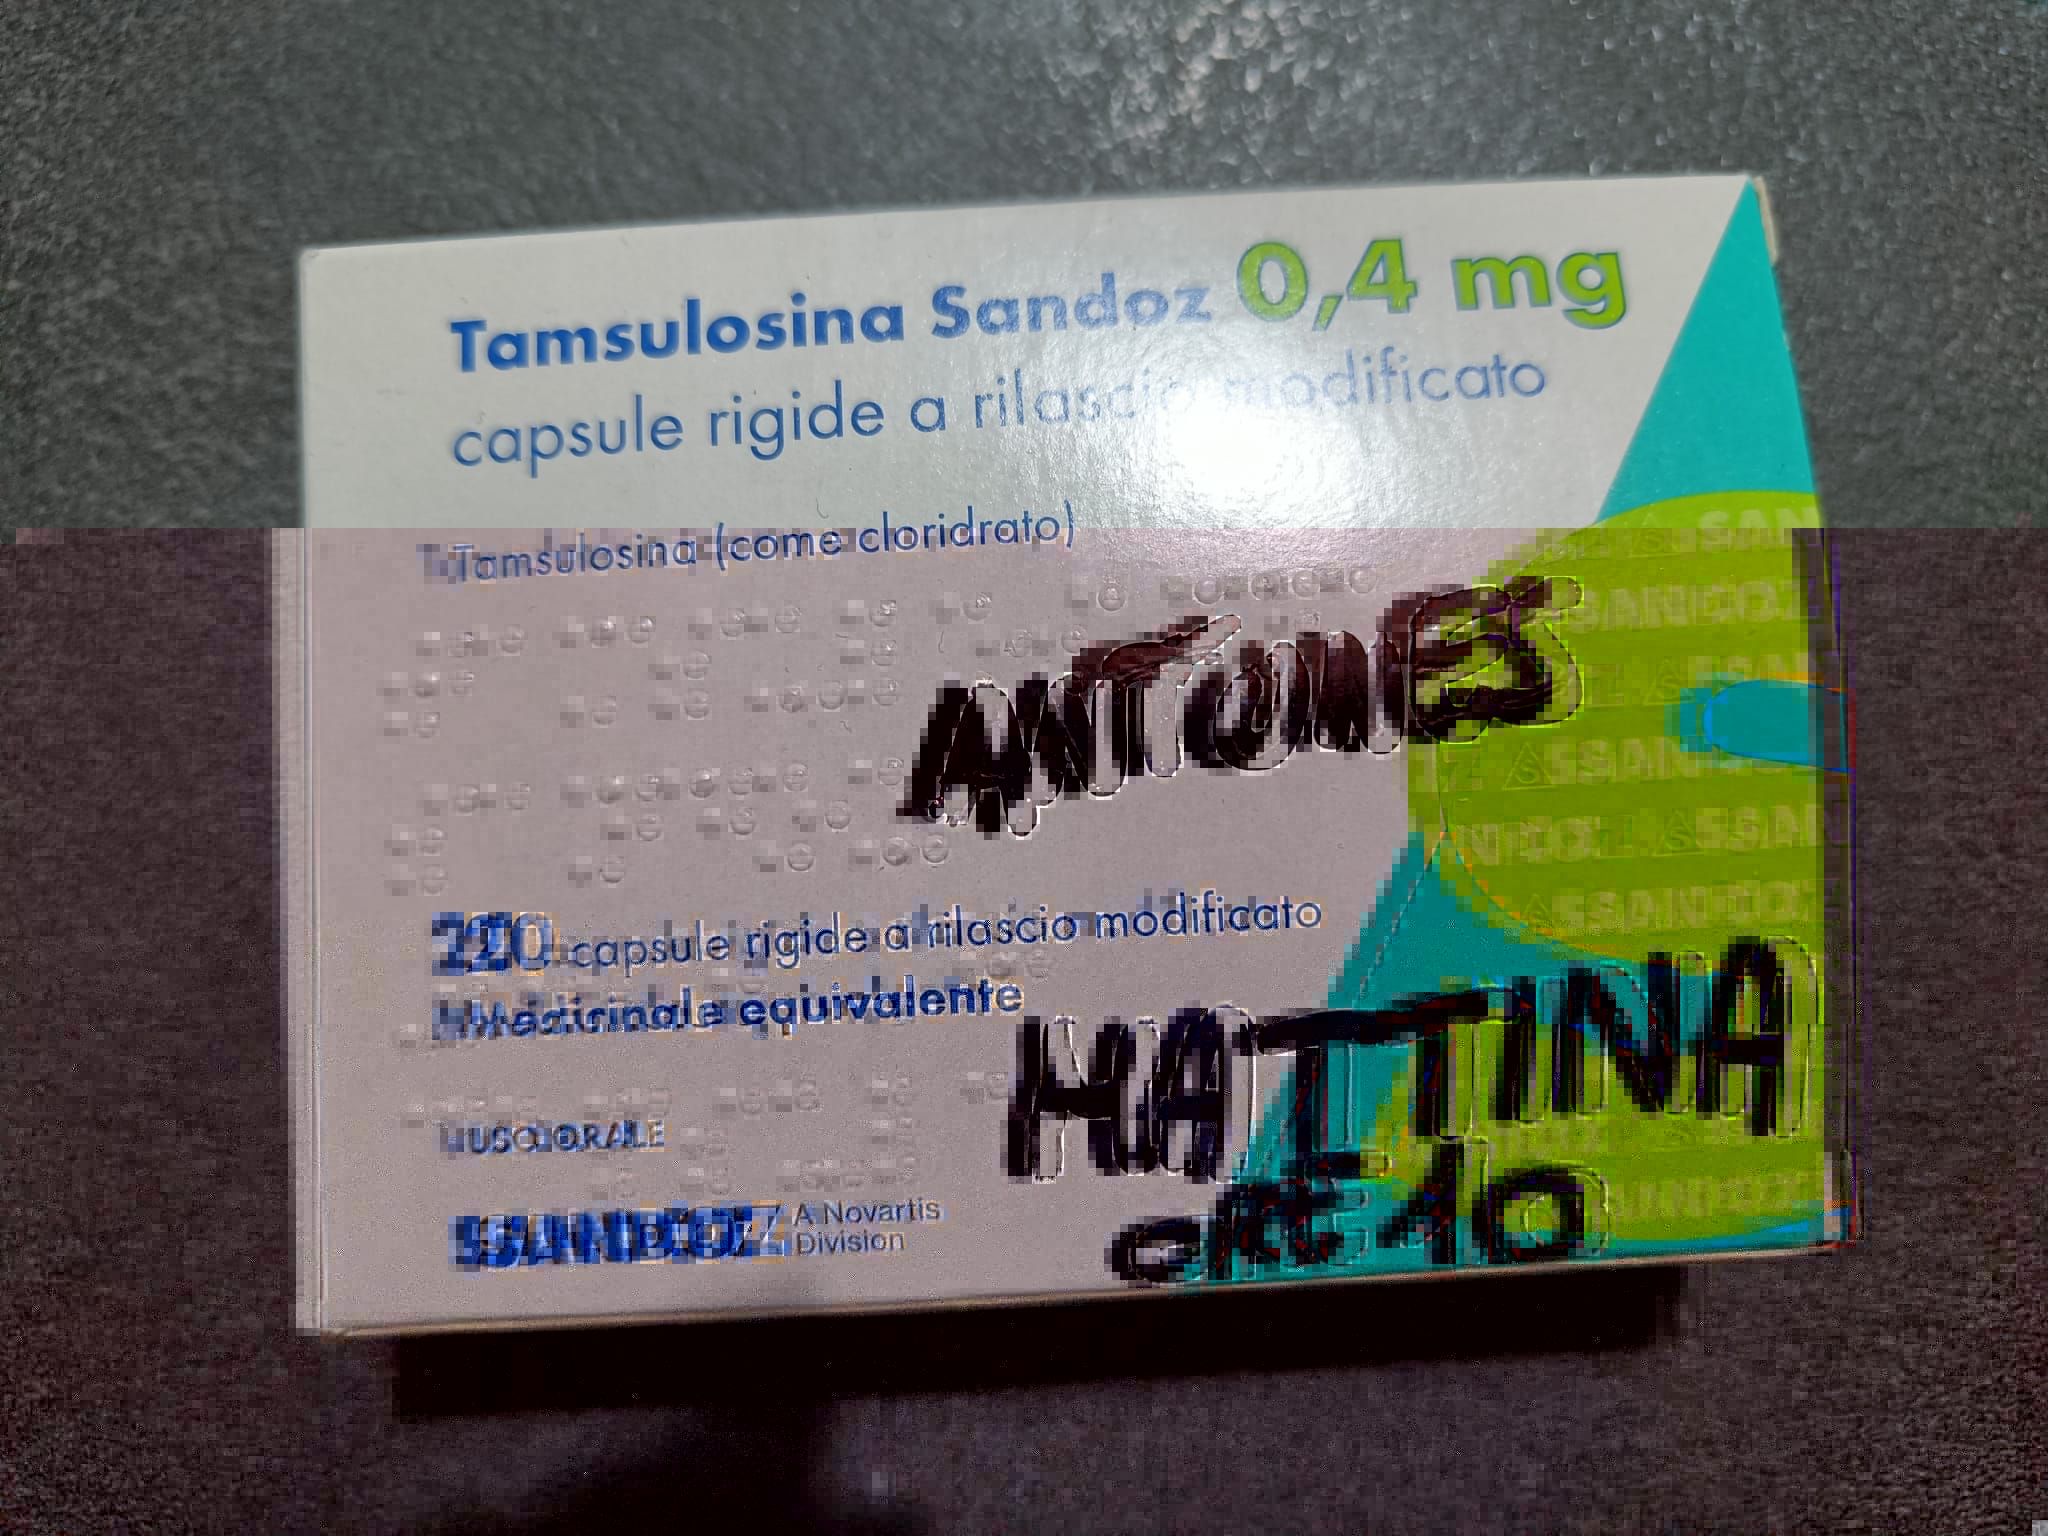 Tamsulosina Sandoz 0,4 mg
capsule rigide a rilascio modificato
Tamsulosina (come cloridrato)
20 capsule rigide a rilascio modificato
Medicinale equivalente
MATTINA
USO ORALE
SANDOZ A Novartis
Division